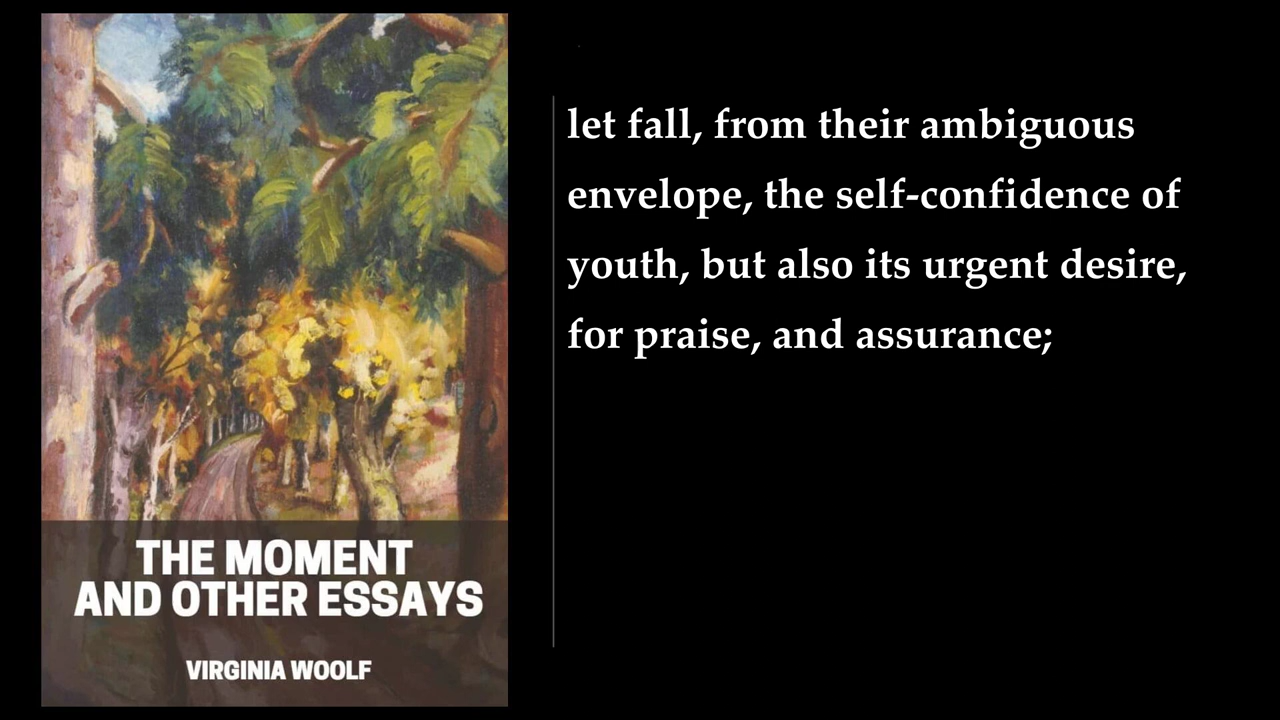 let fall, from their ambiguous
envelope, the self-confidence of
youth, but also its urgent desire,
for praise, and assurance;
THE MOMENT
AND OTHER ESSAYS
VIRGINIA WOOLF